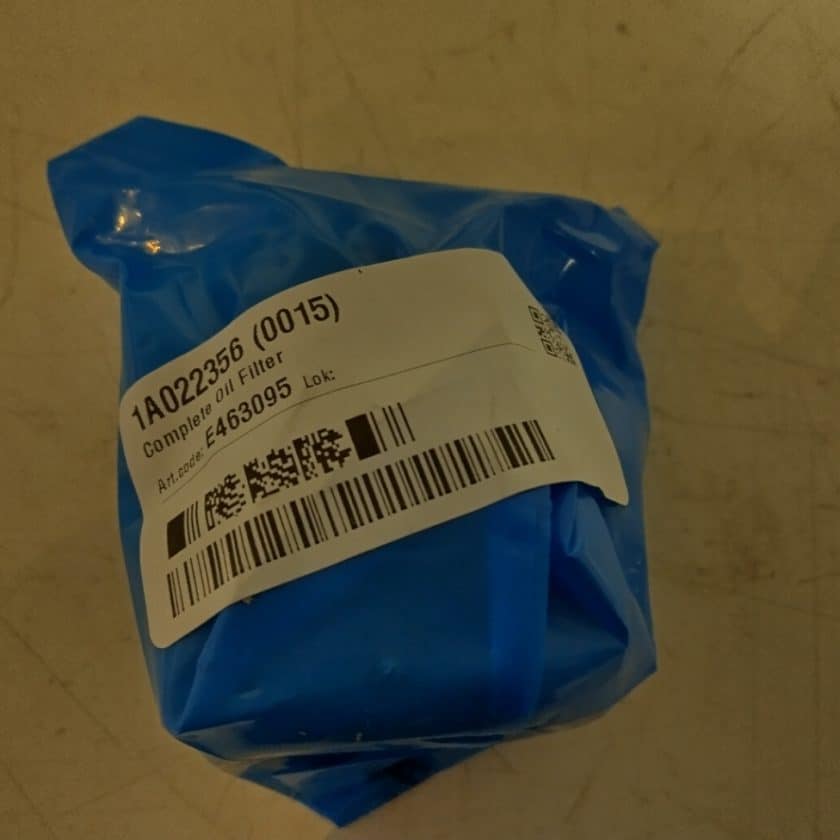 1A022356 (0015)
Complete Oil Filter
Art.code: E463095 Lok: